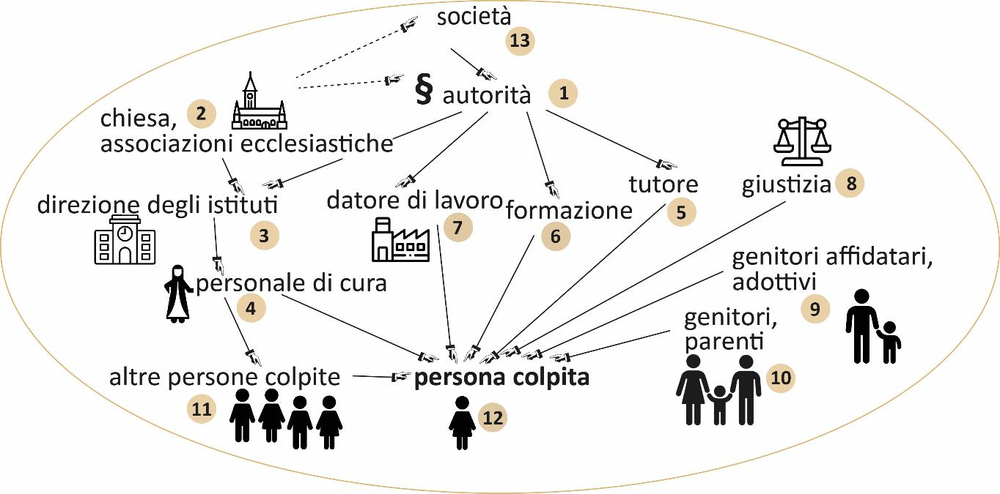 società
13
§ autorità 1
chiesa, 2
associazioni ecclesiastiche
direzione degli istituti
3
datore di lavoro
7
formazione
6
tutore
5
giustizia 8
personale di cura
4
genitori affidatari,
adottivi
9
genitori,
parenti
10
altre persone colpite
11
persona colpita
12